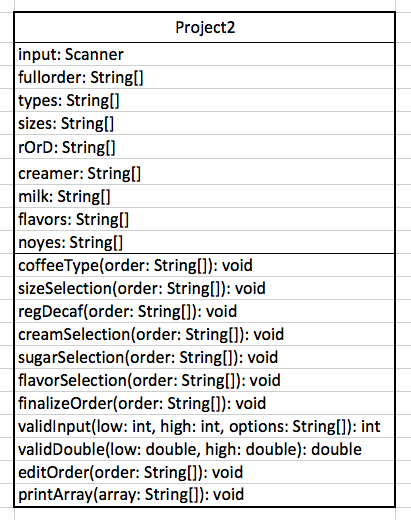 Project2
input: Scanner
fullorder: String[]
types: String[]
sizes: String[]
rOrD: String[]
creamer: String[]
milk: String[]
flavors: String[]
noyes: String[]
coffeeType(order: String[]): void
sizeSelection(order: String[]): void
regDecaf(order: String[]): void
creamSelection(order: String[]): void
sugarSelection(order: String[]): void
flavorSelection(order: String[]): void
finalizeOrder(order: String[]): void
validInput(low: int, high: int, options: String[]): int
validDouble(low: double, high: double): double
editOrder(order: String[]): void
printArray(array: String[]): void